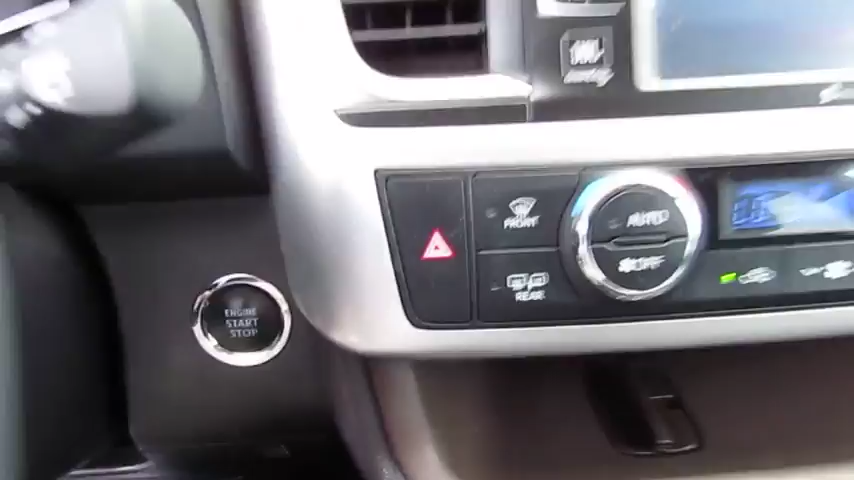 FRONT
AUTO
OFF
REAR
ENGINE
START
STOP